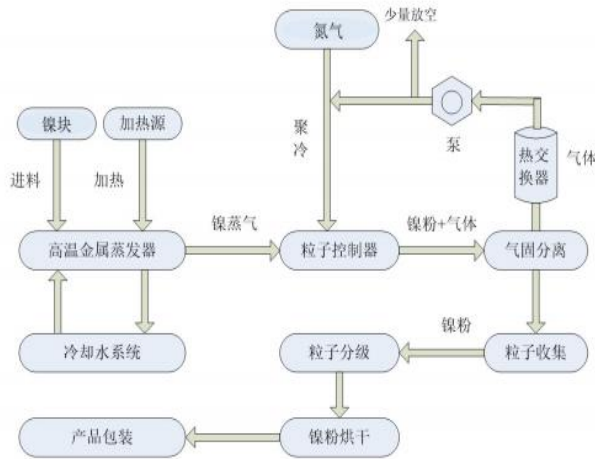 氮气
少量放空
泵
镍块
加热源
聚冷
热交
换器
气体
进料
加热
镍蒸气
镍粉+气体
高温金属蒸发器
粒子控制器
气固分离
镍粉
冷却水系统
粒子分级
粒子收集
产品包装
镍粉烘干